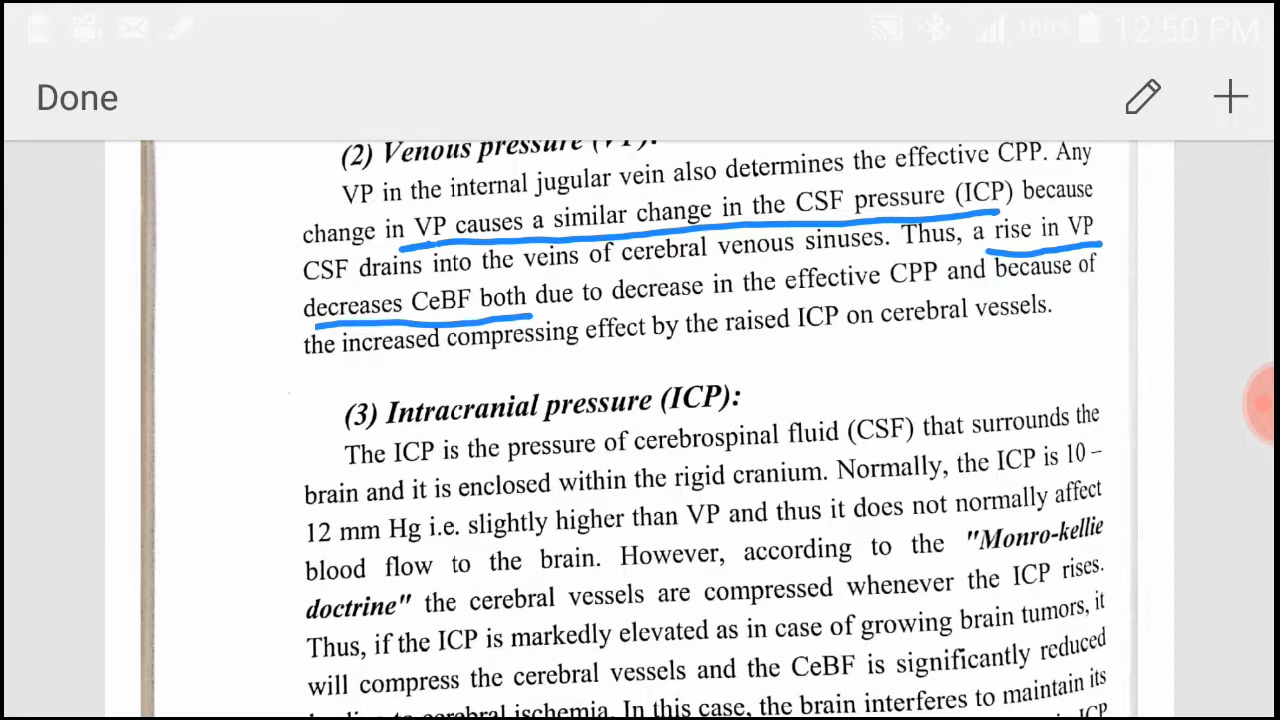 100% 12:50 PM
Done
(2) Venous pressure (VP):
VP in the internal jugular vein also determines the effective CPP. Any
change in VP causes a similar change in the CSF pressure (ICP) because
CSF drains into the veins of cerebral venous sinuses. Thus, a rise in VP
decreases CeBF both due to decrease in the effective CPP and because of
the increased compressing effect by the raised ICP on cerebral vessels.
(3) Intracranial pressure (ICP):
The ICP is the pressure of cerebrospinal fluid (CSF) that surrounds the
brain and it is enclosed within the rigid cranium. Normally, the ICP is 10 –
12 mm Hg i.e. slightly higher than VP and thus it does not normally affect
blood flow to the brain. However, according to the "Monro-kellie
doctrine" the cerebral vessels are compressed whenever the ICP rises.
Thus, if the ICP is markedly elevated as in case of growing brain tumors, it
will compress the cerebral vessels and the CeBF is significantly reduced
to cerebral ischemia. In this case, the brain interferes to maintain its
ICP